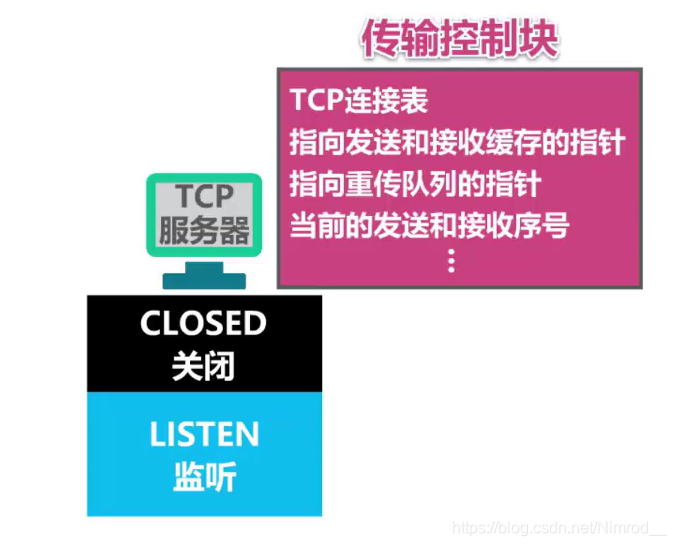 传输控制块
TCP连接表
指向发送和接收缓存的指针
指向重传队列的指针
当前的发送和接收序号
⋮
TCP
服务器
CLOSED
关闭
LISTEN
监听
https://blog.csdn.net/Nimrod__